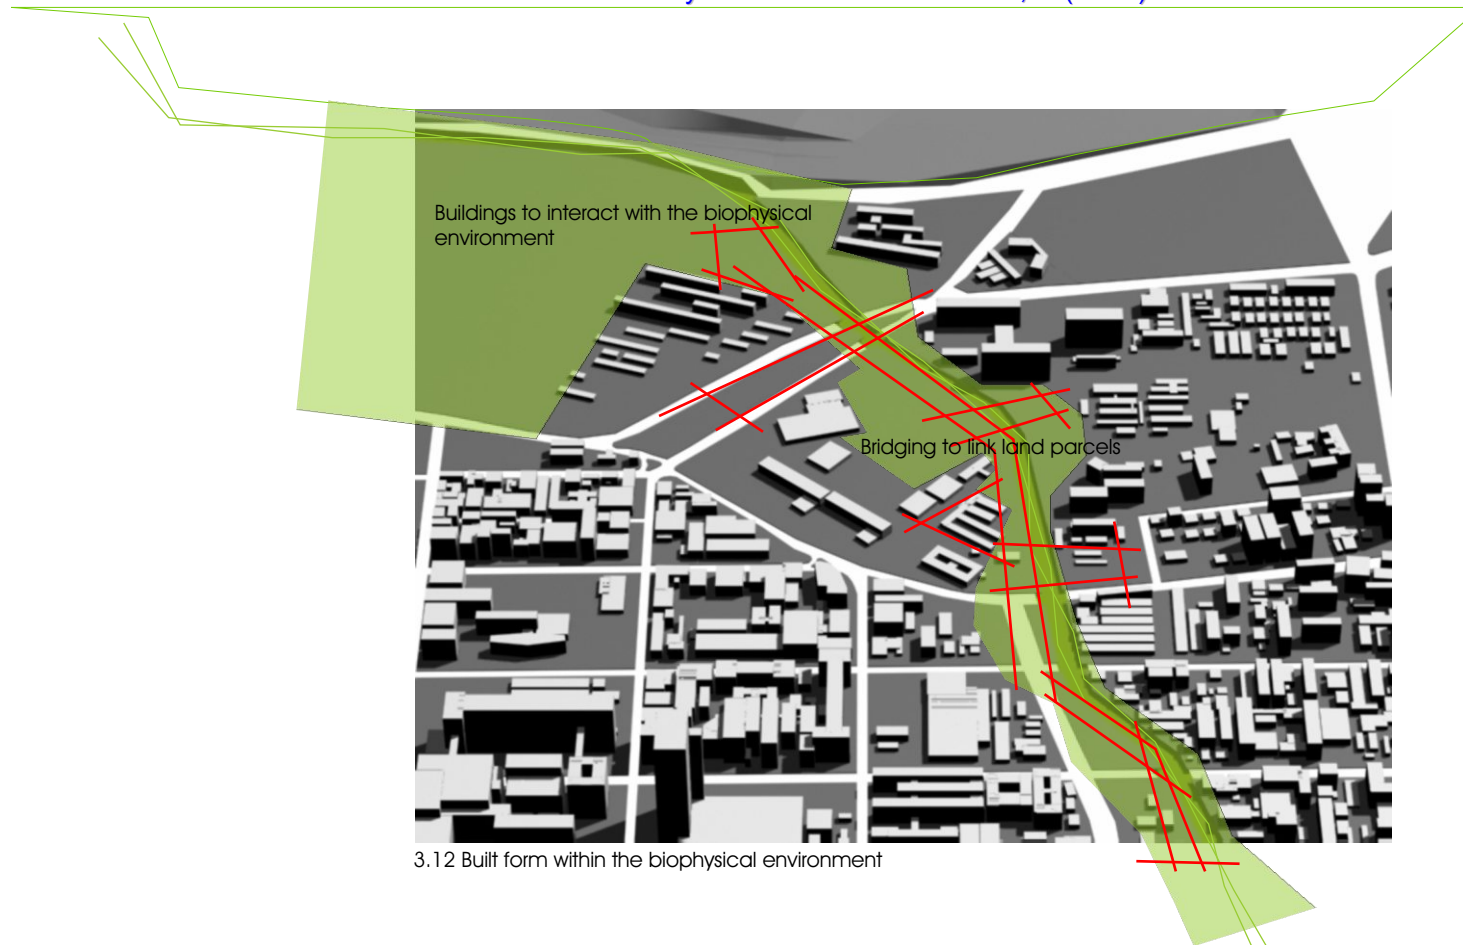 Buildings to interact with the biophysical
environment
Bridging to link land parcels
3.12 Built form within the biophysical environment